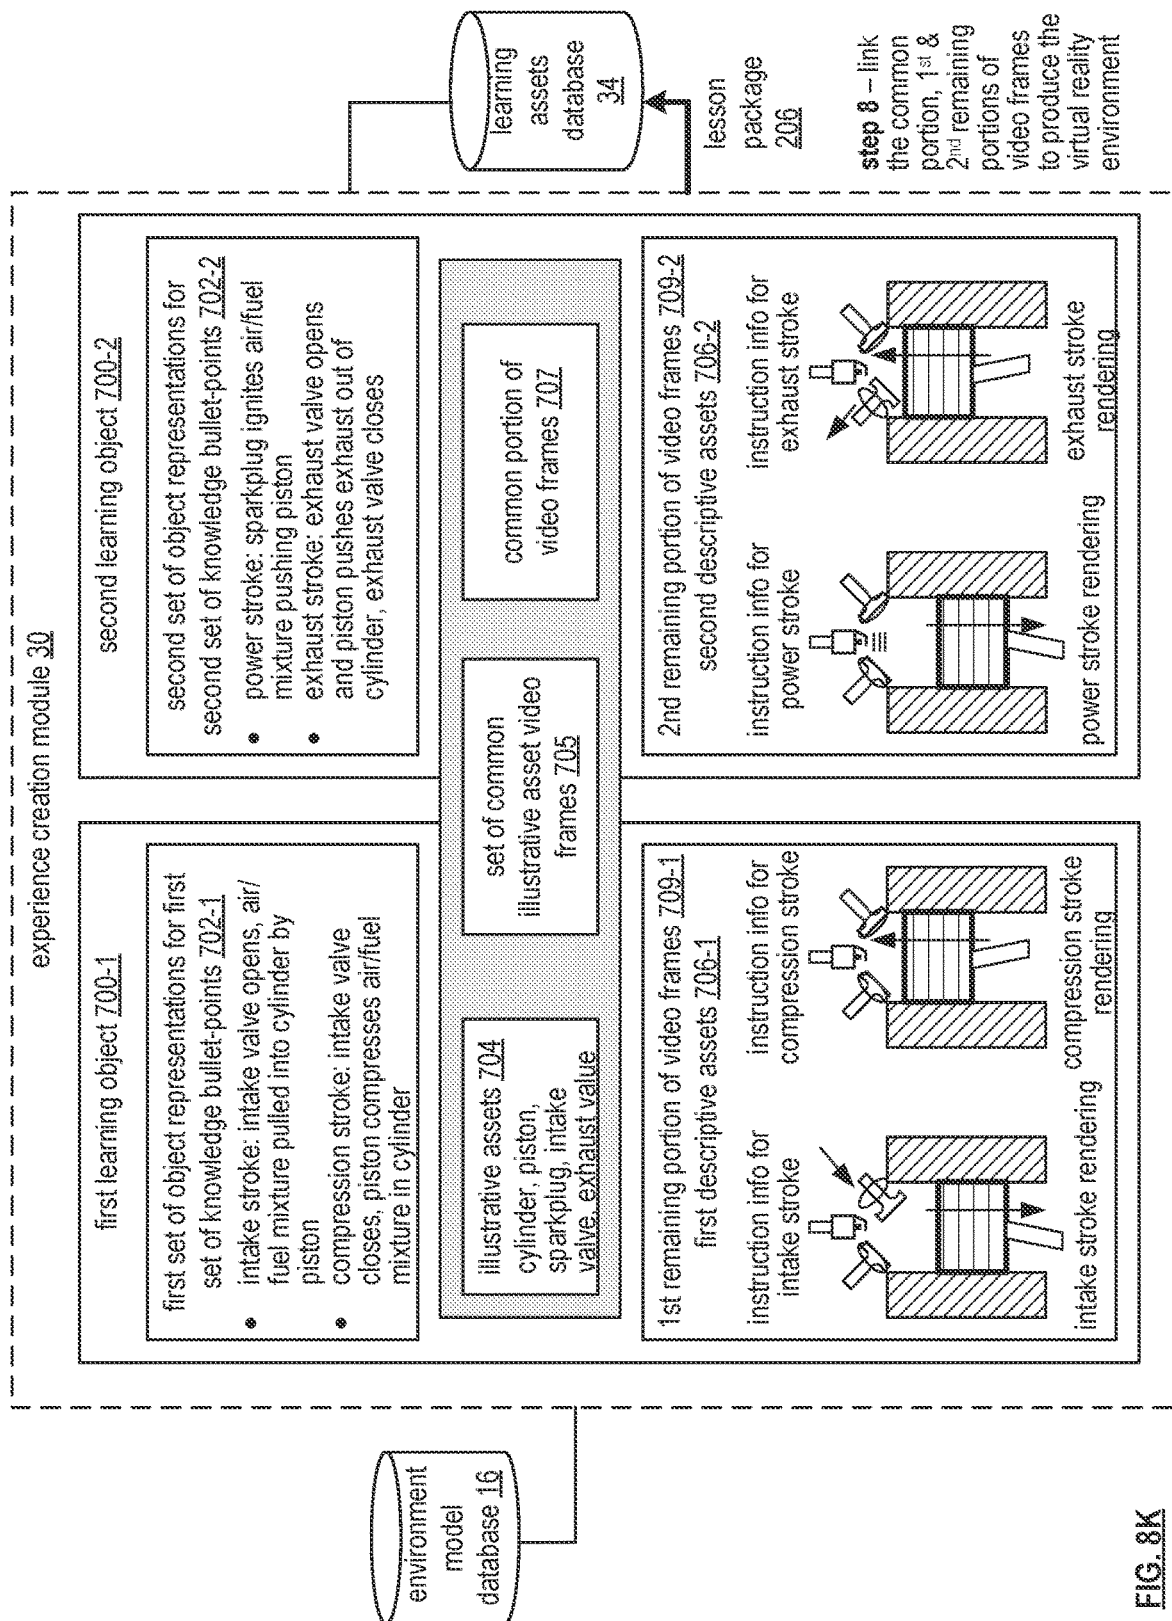 experience creation module 30
environment
model
database 16
first learning object 700-1
first set of object representations for first
set of knowledge bullet-points 702-1
• intake stroke: intake valve opens, air/
fuel mixture pulled into cylinder by
piston
• compression stroke: intake valve
closes, piston compresses air/fuel
mixture in cylinder
second learning object 700-2
second set of object representations for
second set of knowledge bullet-points 702-2
• power stroke: sparkplug ignites air/fuel
mixture pushing piston
• exhaust stroke: exhaust valve opens
and piston pushes exhaust out of
cylinder, exhaust valve closes
illustrative assets 704
cylinder, piston,
sparkplug, intake
valve, exhaust value
set of common
illustrative asset video
frames 705
common portion of
video frames 707
1st remaining portion of video frames 709-1
first descriptive assets 706-1
instruction info for
intake stroke
instruction info for
compression stroke
intake stroke rendering
compression stroke
rendering
2nd remaining portion of video frames 709-2
second descriptive assets 706-2
instruction info for
power stroke
instruction info for
exhaust stroke
power stroke rendering
exhaust stroke
rendering
learning
assets
database
34
lesson
package
206
step 8 – link
the common
portion, 1st &
2nd remaining
portions of
video frames
to produce the
virtual reality
environment
FIG. 8K